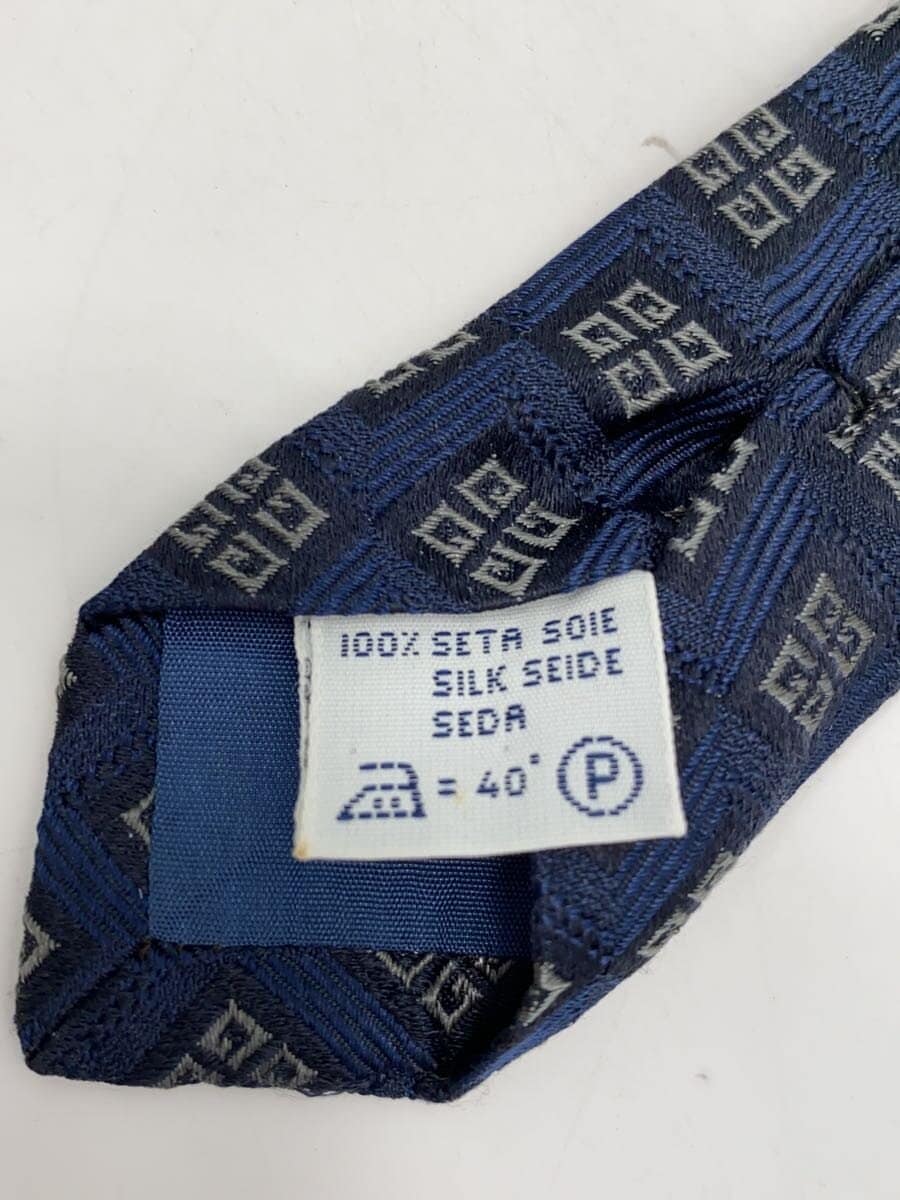 100% SETA SOIE
SILK SEIDE
SEDA
= 40° P